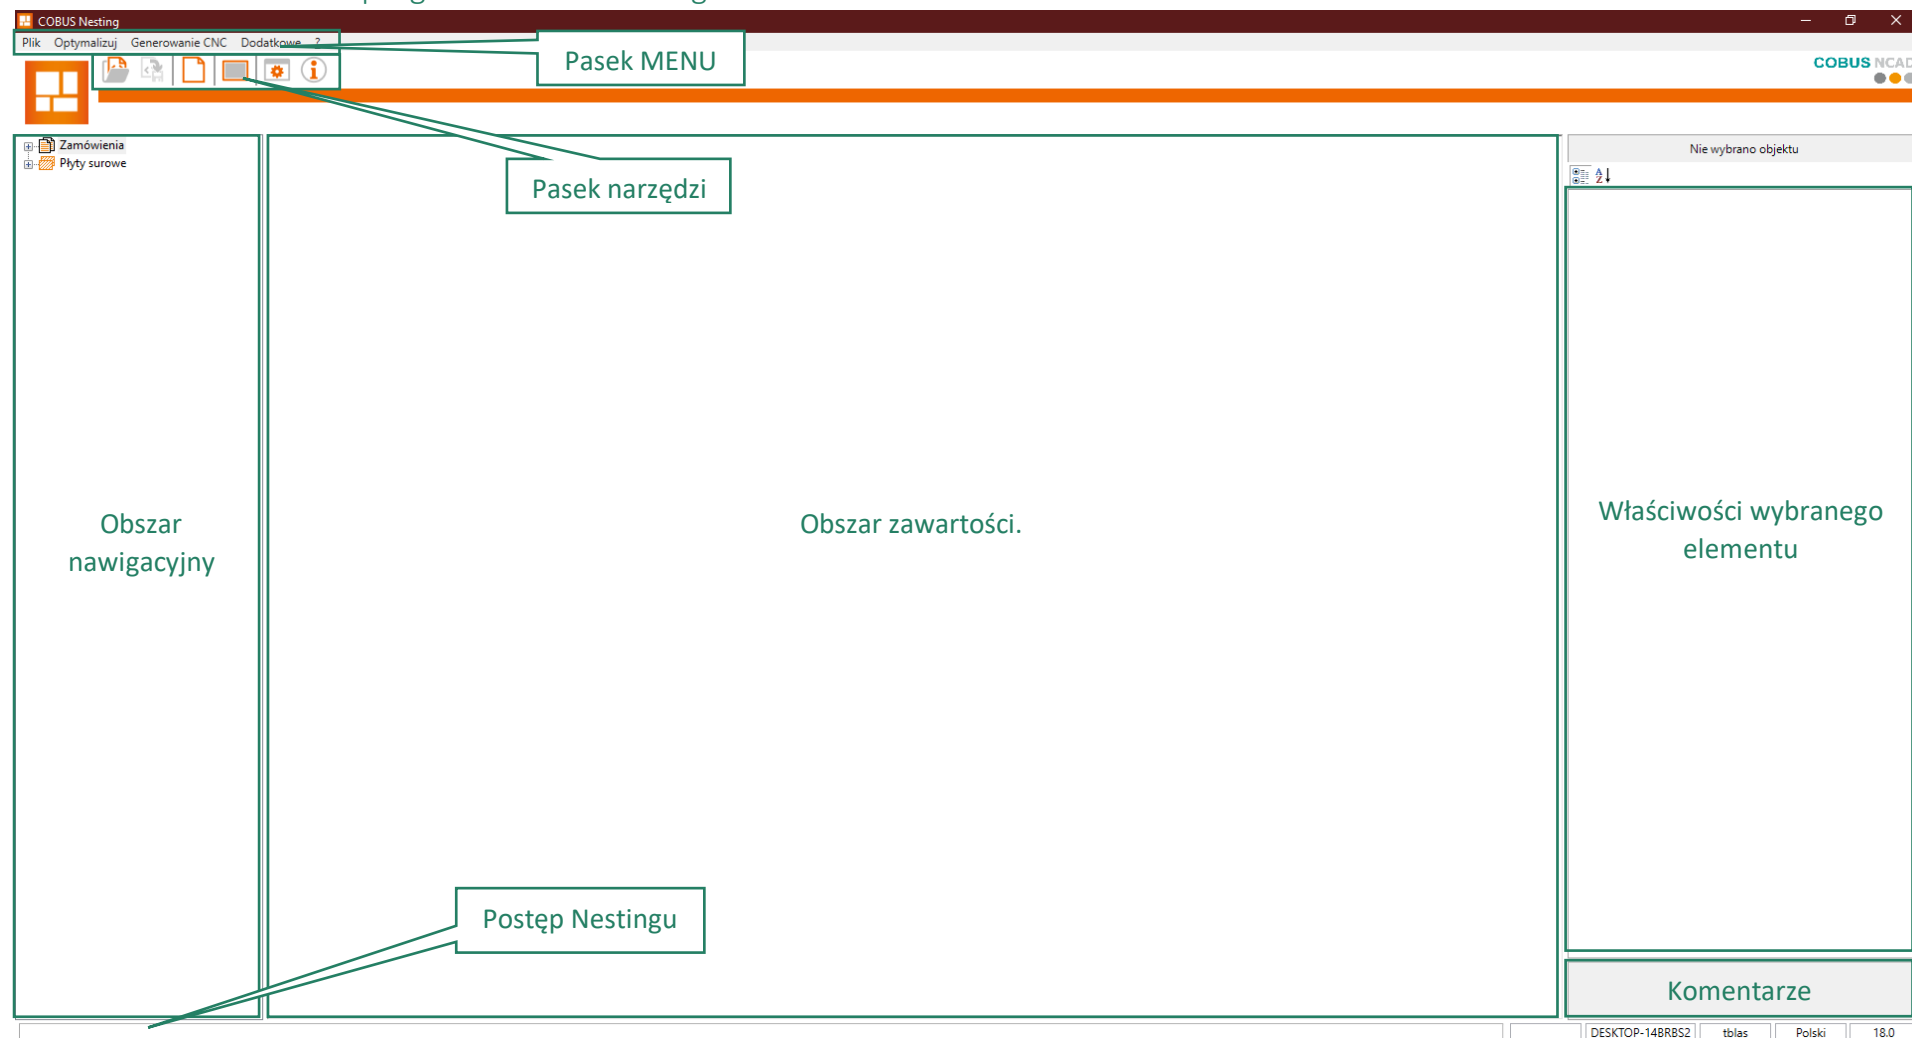 COBUS Nesting
Plik Optymalizuj Generowanie CNC Dodatkowe ?
Pasek MENU
COBUS NCAD
Zamówienia
Płyty surowe
Pasek narzędzi
Nie wybrano objektu
Obszar
nawigacyjny
Obszar zawartości.
Właściwości wybranego
elementu
Postęp Nestingu
Komentarze
DESKTOP-14BRBS2 tblas Polski 18.0